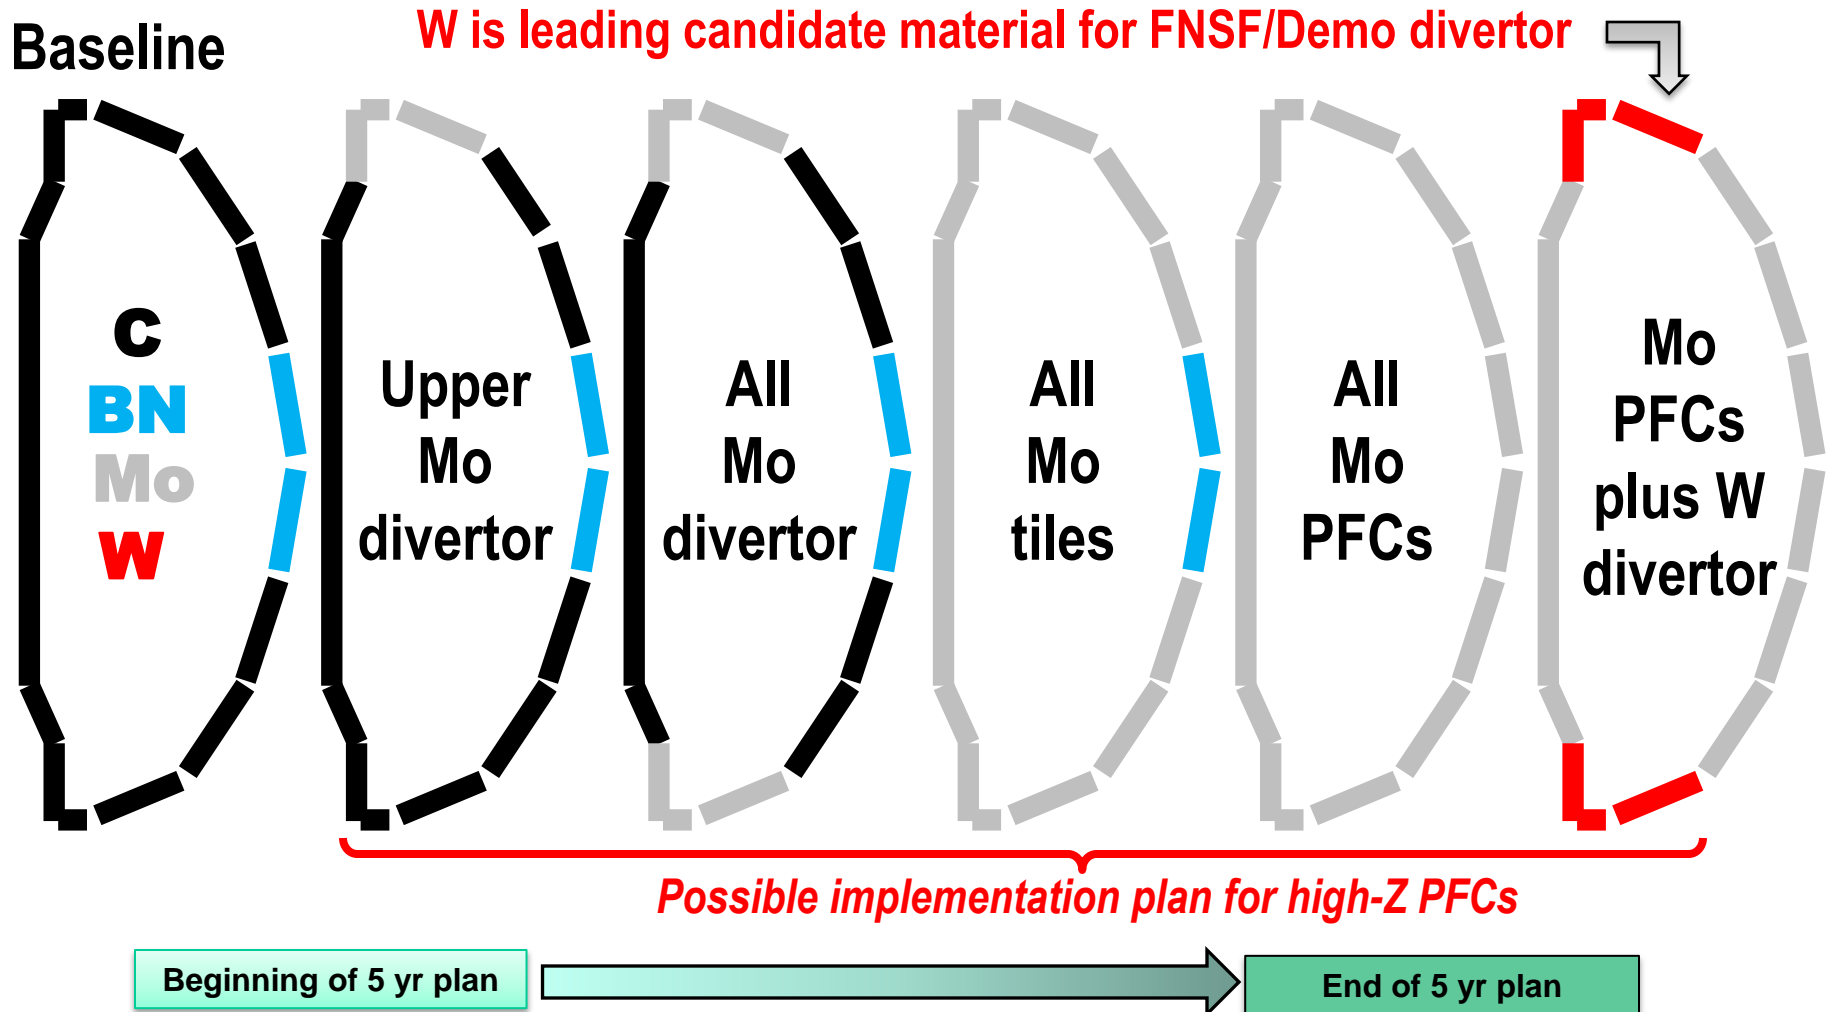 Baseline
W is leading candidate material for FNSF/Demo divertor
C
BN
Mo
W
Upper
Mo
divertor
All
Mo
divertor
All
Mo
tiles
All
Mo
PFCs
Mo
PFCs
plus W
divertor
Possible implementation plan for high-Z PFCs
Beginning of 5 yr plan
End of 5 yr plan